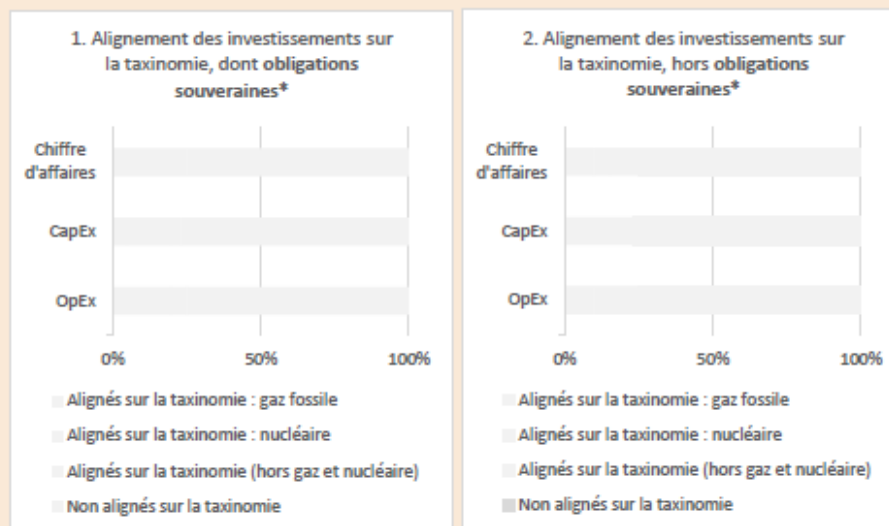 1. Alignement des investissements sur
la taxinomie, dont obligations
souveraines*
Chiffre
d'affaires
CapEx
OpEx
0% 50% 100%
Alignés sur la taxinomie : gaz fossile
Alignés sur la taxinomie : nucléaire
Alignés sur la taxinomie (hors gaz et nucléaire)
Non alignés sur la taxinomie
2. Alignement des investissements sur
la taxinomie, hors obligations
souveraines*
Chiffre
d'affaires
CapEx
OpEx
0% 50% 100%
Alignés sur la taxinomie : gaz fossile
Alignés sur la taxinomie : nucléaire
Alignés sur la taxinomie (hors gaz et nucléaire)
Non alignés sur la taxinomie